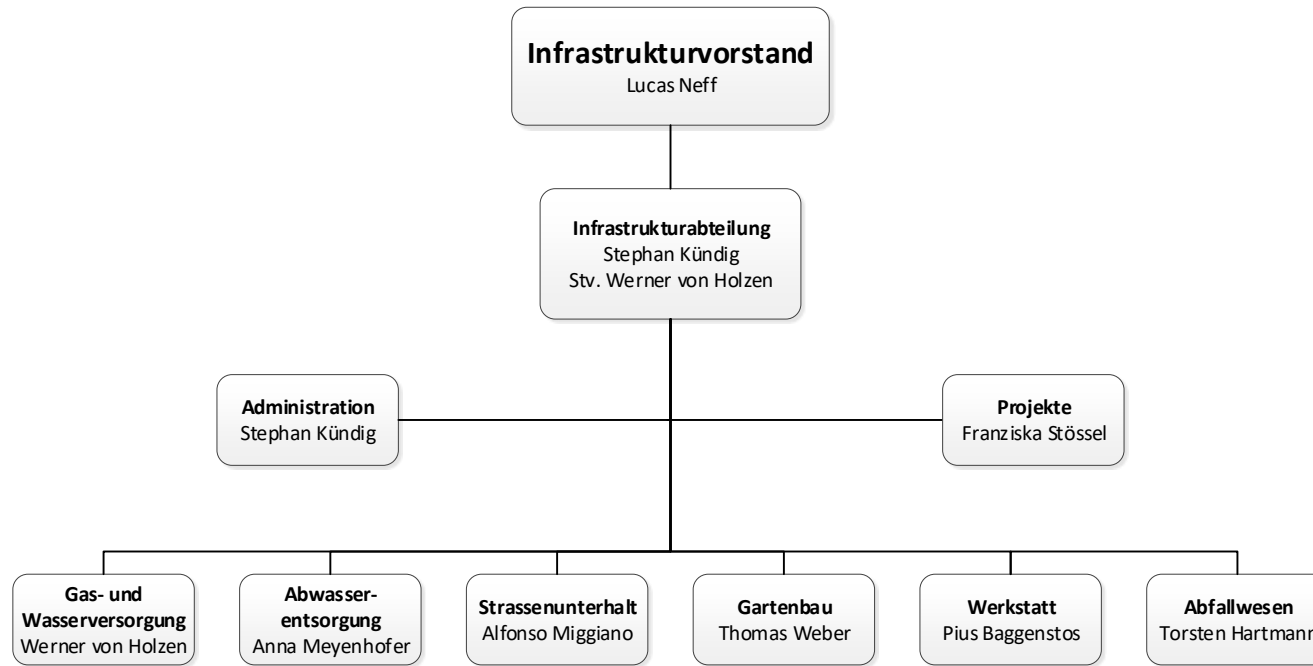 Infrastrukturvorstand
Lucas Neff
Infrastrukturabteilung
Stephan Kündig
Stv. Werner von Holzen
Administration
Stephan Kündig
Projekte
Franziska Stössel
Gas- und
Wasserversorgung
Werner von Holzen
Abwasser-
entsorgung
Anna Meyenhofer
Strassenunterhalt
Alfonso Miggiano
Gartenbau
Thomas Weber
Werkstatt
Pius Baggenstos
Abfallwesen
Torsten Hartmann